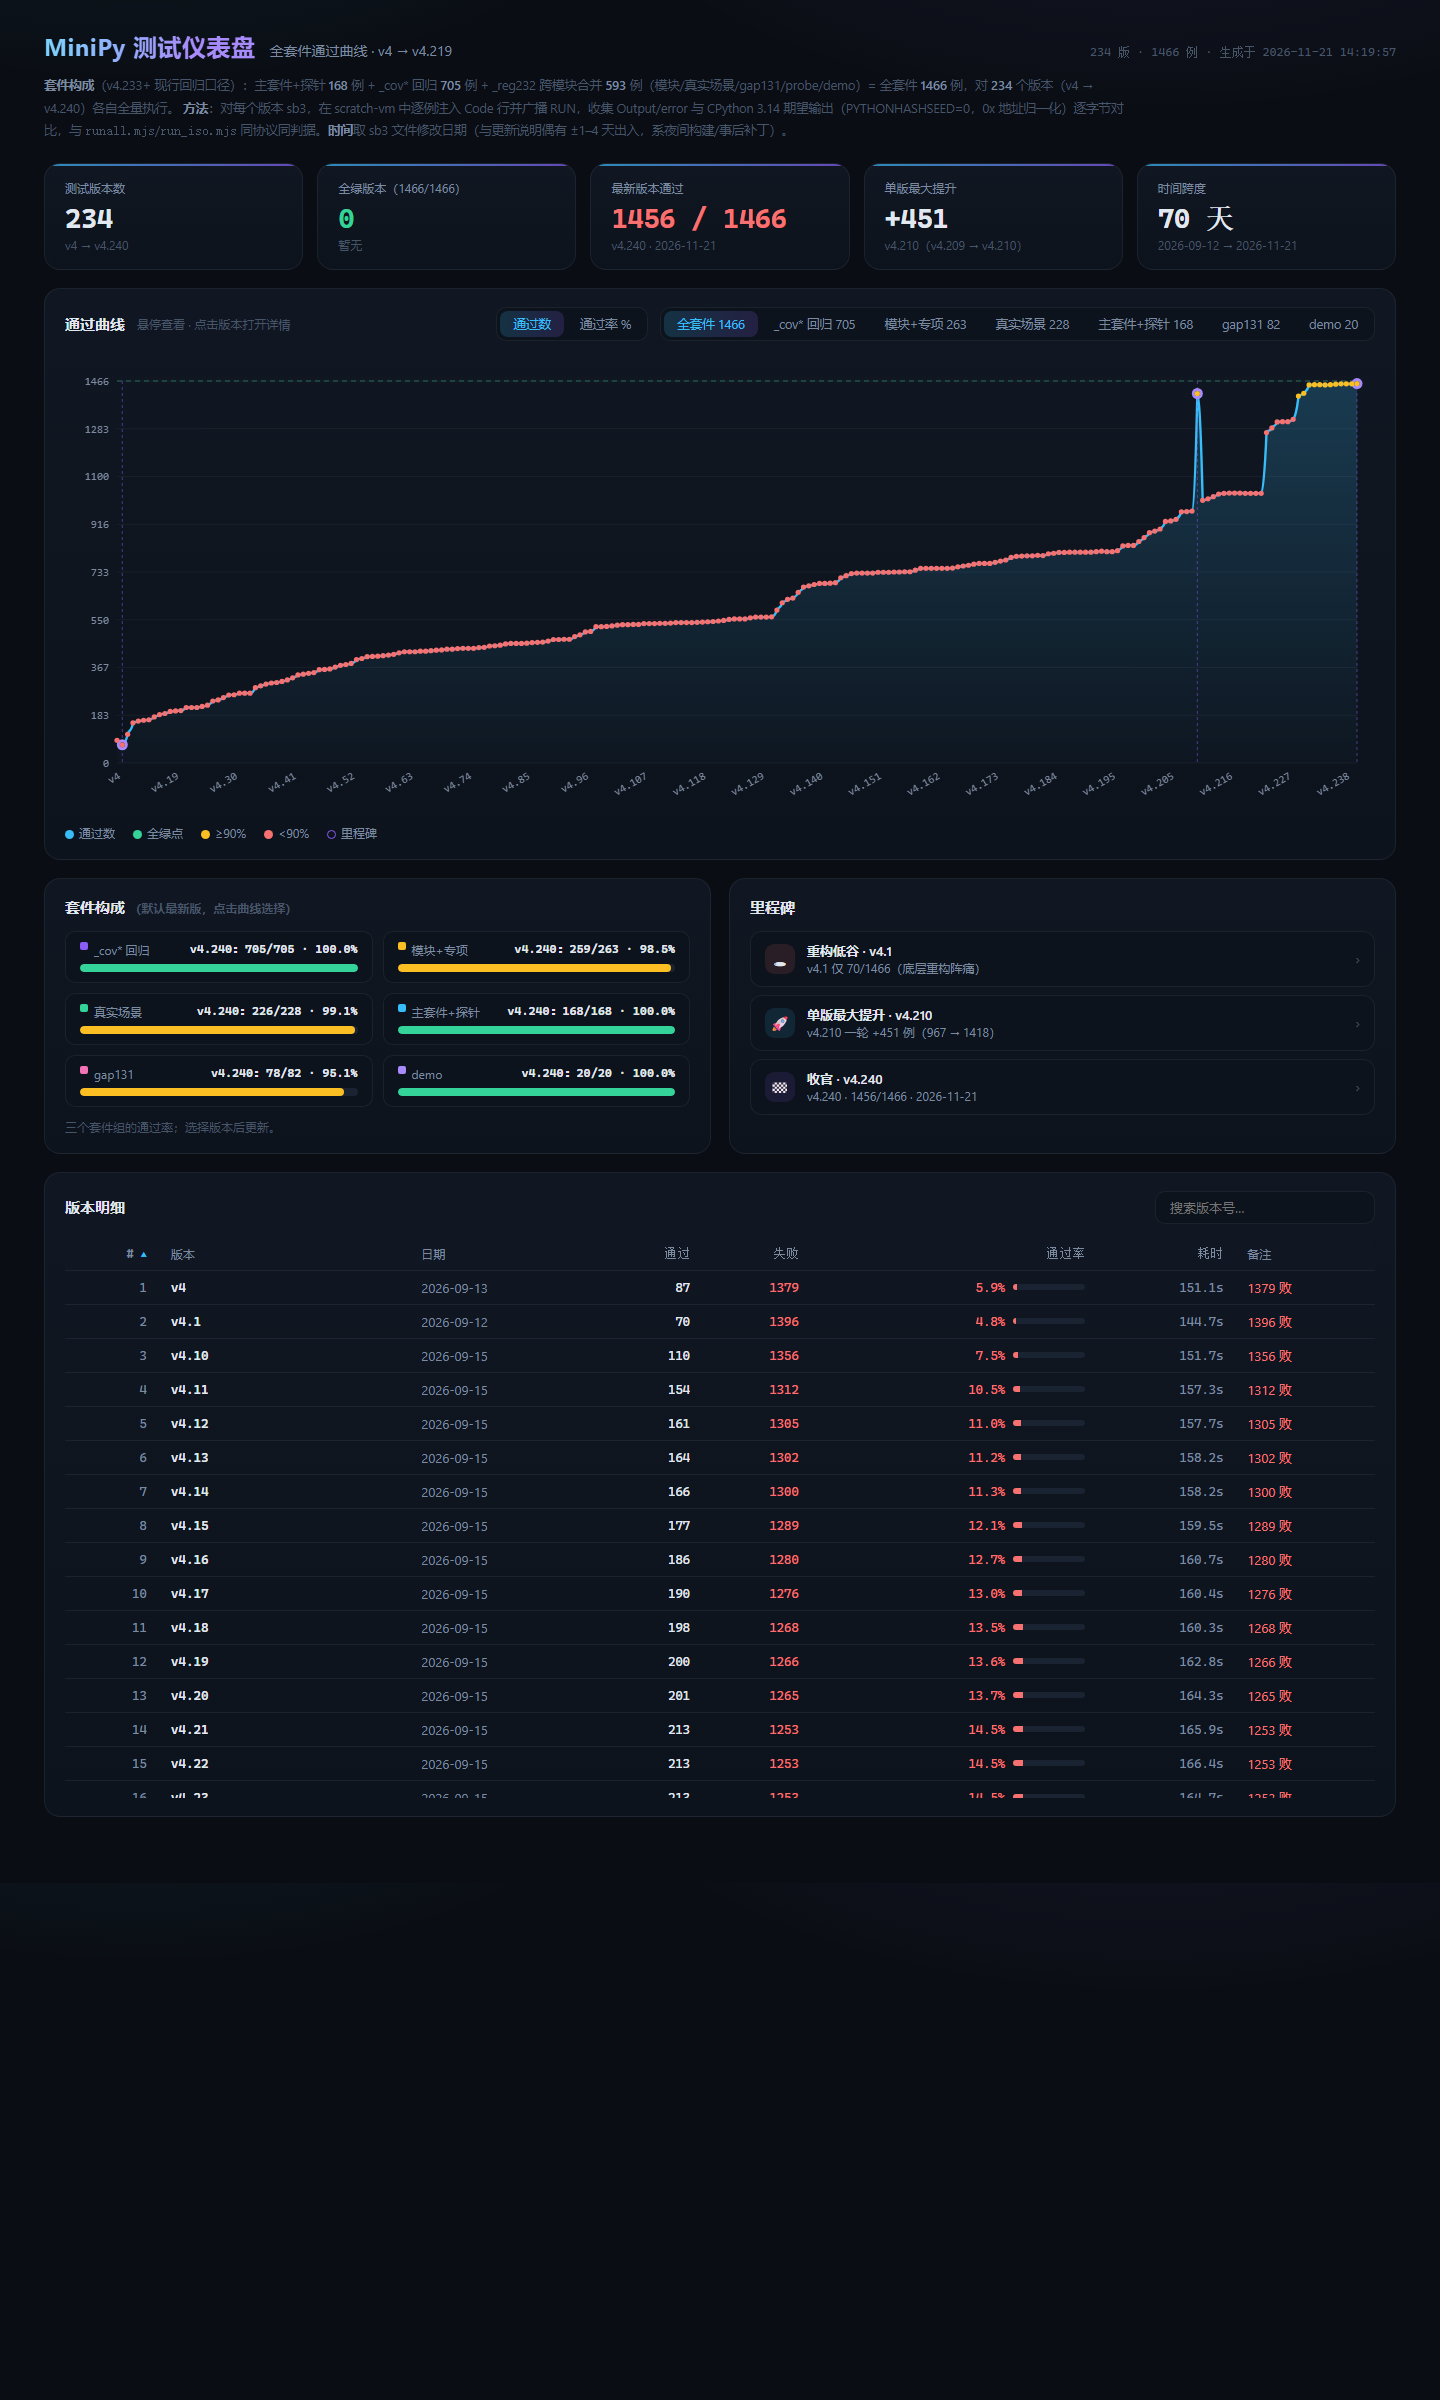 MiniPy 测试仪表盘 全套件通过曲线 · v4 → v4.219
234 版 · 1466 例 · 生成于 2026-11-21 14:19:57
套件构成（v4.233+ 现行回归口径）：主套件+探针 168 例 + _cov* 回归 705 例 + _reg232 跨模块合并 593 例（模块/真实场景/gap131/probe/demo）= 全套件 1466 例，对 234 个版本（v4 →
v4.240）各自全量执行。 方法：对每个版本 sb3，在 scratch-vm 中逐例注入 Code 行并广播 RUN，收集 Output/error 与 CPython 3.14 期望输出（PYTHONHASHSEED=0，0x 地址归一化）逐字节对
比，与 runall.mjs/run_iso.mjs 同协议同判据。时间取 sb3 文件修改日期（与更新说明偶有 ±1–4 天出入，系夜间构建/事后补丁）。
测试版本数
234
v4 → v4.240
全绿版本（1466/1466）
0
暂无
最新版本通过
1456 / 1466
v4.240 · 2026-11-21
单版最大提升
+451
v4.210（v4.209 → v4.210）
时间跨度
70 天
2026-09-12 → 2026-11-21
通过曲线 悬停查看 · 点击版本打开详情
通过数 通过率 %
全套件 1466 _cov* 回归 705 模块+专项 263 真实场景 228 主套件+探针 168 gap131 82 demo 20
1466
1283
1100
916
733
550
367
183
0
v4 v4.19 v4.30 v4.41 v4.52 v4.63 v4.74 v4.85 v4.96 v4.107 v4.118 v4.129 v4.140 v4.151 v4.162 v4.173 v4.184 v4.195 v4.205 v4.216 v4.227 v4.238
通过数 全绿点 ≥90% <90% 里程碑
套件构成 （默认最新版，点击曲线选择）
_cov* 回归 v4.240: 705/705 · 100.0%
模块+专项 v4.240: 259/263 · 98.5%
真实场景 v4.240: 226/228 · 99.1%
主套件+探针 v4.240: 168/168 · 100.0%
gap131 v4.240: 78/82 · 95.1%
demo v4.240: 20/20 · 100.0%
三个套件组的通过率；选择版本后更新。
里程碑
重构低谷 · v4.1
v4.1 仅 70/1466（底层重构阵痛）
›
单版最大提升 · v4.210
v4.210 一轮 +451 例（967 → 1418）
›
收官 · v4.240
v4.240 · 1456/1466 · 2026-11-21
›
版本明细
搜索版本号...
# ▲ 版本 日期 通过 失败 通过率 耗时 备注
1 v4 2026-09-13 87 1379 5.9% 151.1s 1379 败
2 v4.1 2026-09-12 70 1396 4.8% 144.7s 1396 败
3 v4.10 2026-09-15 110 1356 7.5% 151.7s 1356 败
4 v4.11 2026-09-15 154 1312 10.5% 157.3s 1312 败
5 v4.12 2026-09-15 161 1305 11.0% 157.7s 1305 败
6 v4.13 2026-09-15 164 1302 11.2% 158.2s 1302 败
7 v4.14 2026-09-15 166 1300 11.3% 158.2s 1300 败
8 v4.15 2026-09-15 177 1289 12.1% 159.5s 1289 败
9 v4.16 2026-09-15 186 1280 12.7% 160.7s 1280 败
10 v4.17 2026-09-15 190 1276 13.0% 160.4s 1276 败
11 v4.18 2026-09-15 198 1268 13.5% 160.3s 1268 败
12 v4.19 2026-09-15 200 1266 13.6% 162.8s 1266 败
13 v4.20 2026-09-15 201 1265 13.7% 164.3s 1265 败
14 v4.21 2026-09-15 213 1253 14.5% 165.9s 1253 败
15 v4.22 2026-09-15 213 1253 14.5% 166.4s 1253 败
16 v4.23 2026-09-15 213 1253 14.5% 164.7s 1253 败